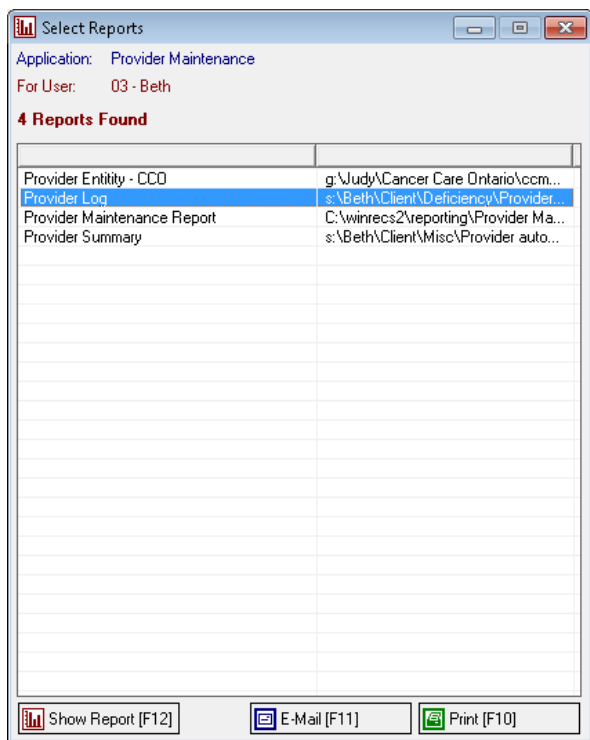 Select Reports
Application: Provider Maintenance
For User: 03 - Beth
4 Reports Found
Provider Entitity - CCO g:\Judy\Cancer Care Ontario\ccm...
Provider Log s:\Beth\Client\Deficiency\Provider...
Provider Maintenance Report C:\winrecs2\reporting\Provider Ma...
Provider Summary s:\Beth\Client\Misc\Provider auto...
Show Report [F12] E-Mail [F11] Print [F10]